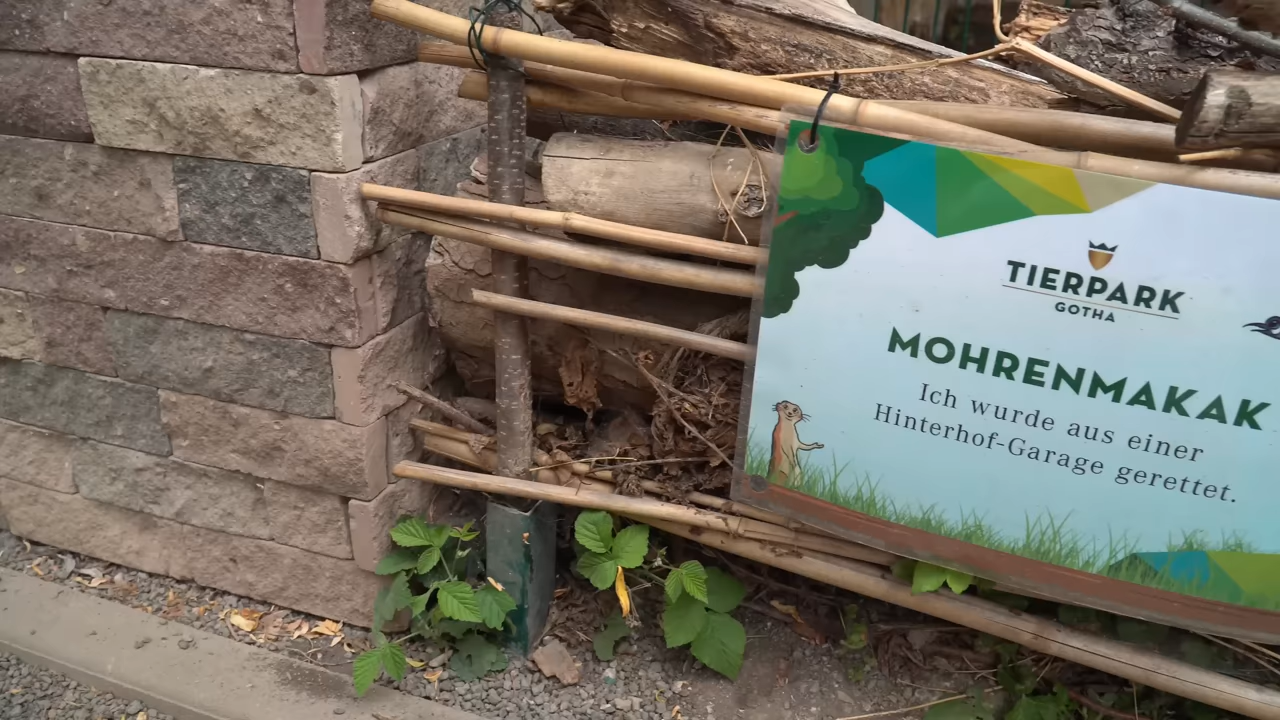 TIERPARK
GOTHA
MOHRENMAKAK
Ich wurde aus einer
Hinterhof-Garage gerettet.